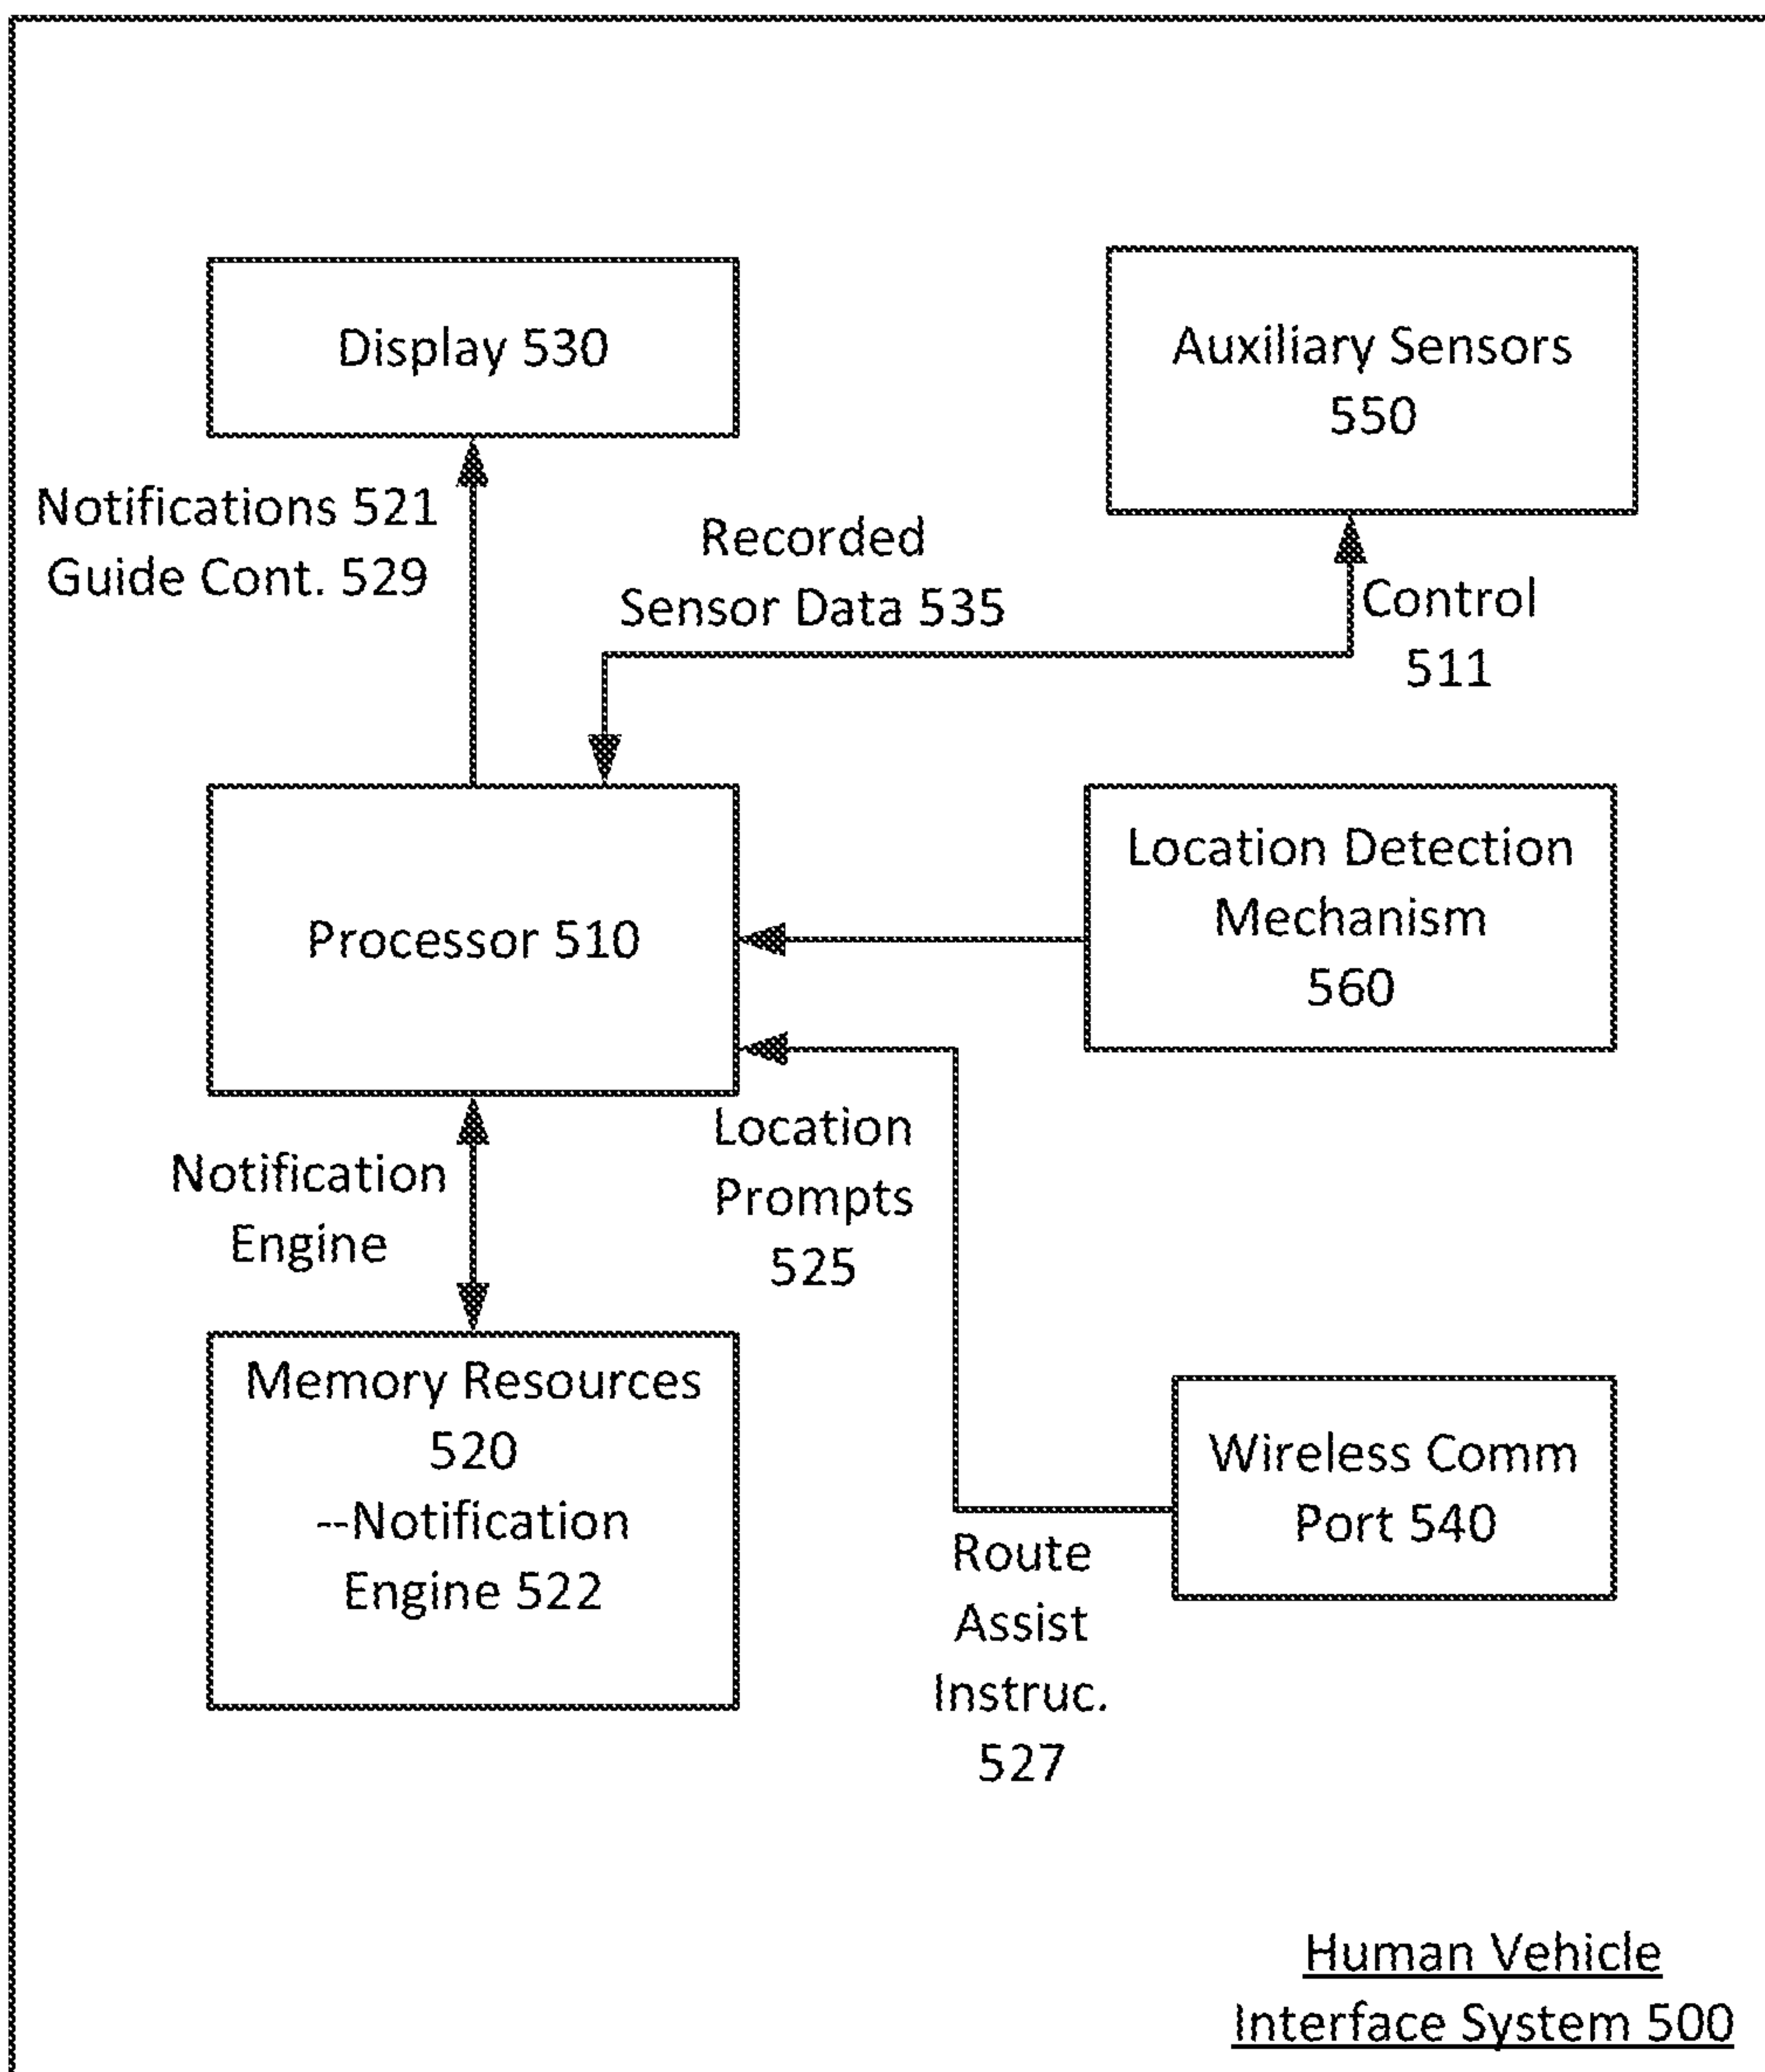 Display 530
Auxiliary Sensors
550
Notifications 521
Guide Cont. 529
Recorded
Sensor Data 535
Control
511
Processor 510
Location Detection
Mechanism
560
Notification
Engine
Location
Prompts
525
Memory Resources
520
--Notification
Engine 522
Wireless Comm
Port 540
Route
Assist
Instruc.
527
Human Vehicle
Interface System 500